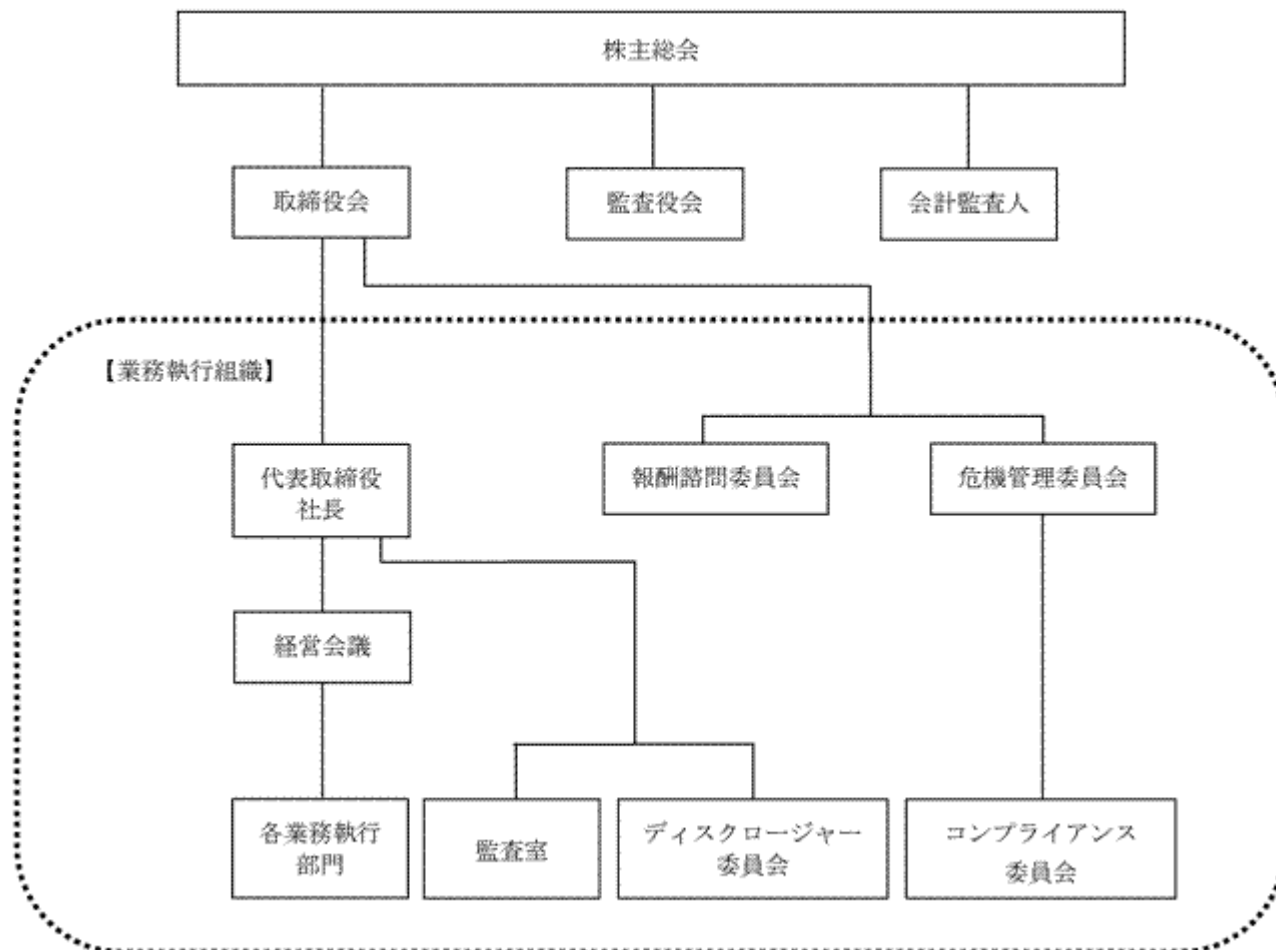 株主総会
取締役会
監査役会
会計監査人
【業務執行組織】
代表取締役
社長
報酬諮問委員会
危機管理委員会
経営会議
各業務執行
部門
監査室
ディスクロージャー
委員会
コンプライアンス
委員会